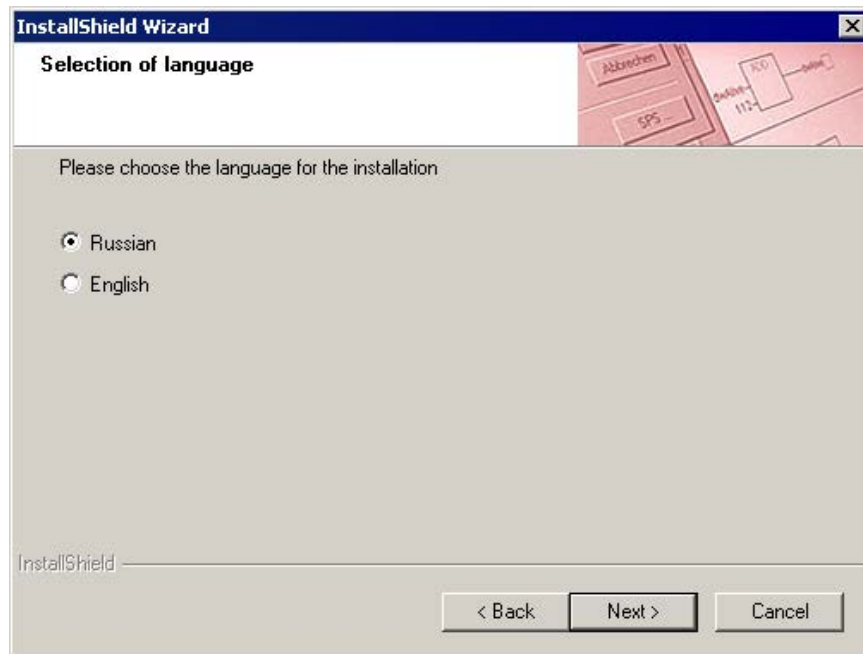 InstallShield Wizard
Selection of language
Abbrechen
SPS ...
112
Please choose the language for the installation
Russian
English
InstallShield
< Back
Next >
Cancel